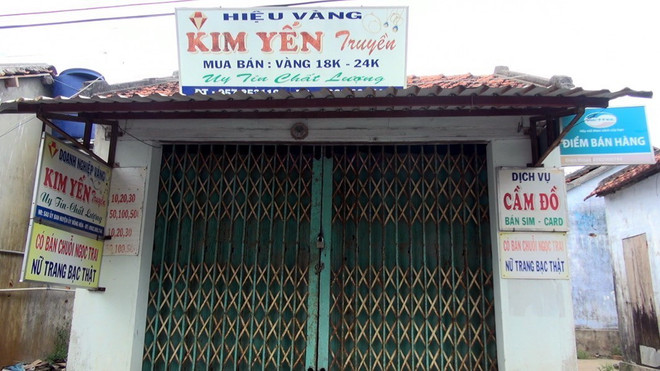 HIỆU VÀNG
KIM YẾN Truyền
MUA BÁN : VÀNG 18K - 24K
Uy Tín Chất Lượng
DOANH NGHIỆP VÀNG
KIM YẾN
Uy Tín-Chất Lượng
CÓ BÁN CHUỖI NGỌC TRAI
NỮ TRANG BẠC THẬT
10,20,30
50,100,50
10,20,30
100,50
ĐIỂM BÁN HÀNG
DỊCH VỤ
CẦM ĐỒ
BÁN SIM - CARD
CÓ BÁN CHUỖI NGỌC TRAI
NỮ TRANG BẠC THẬT